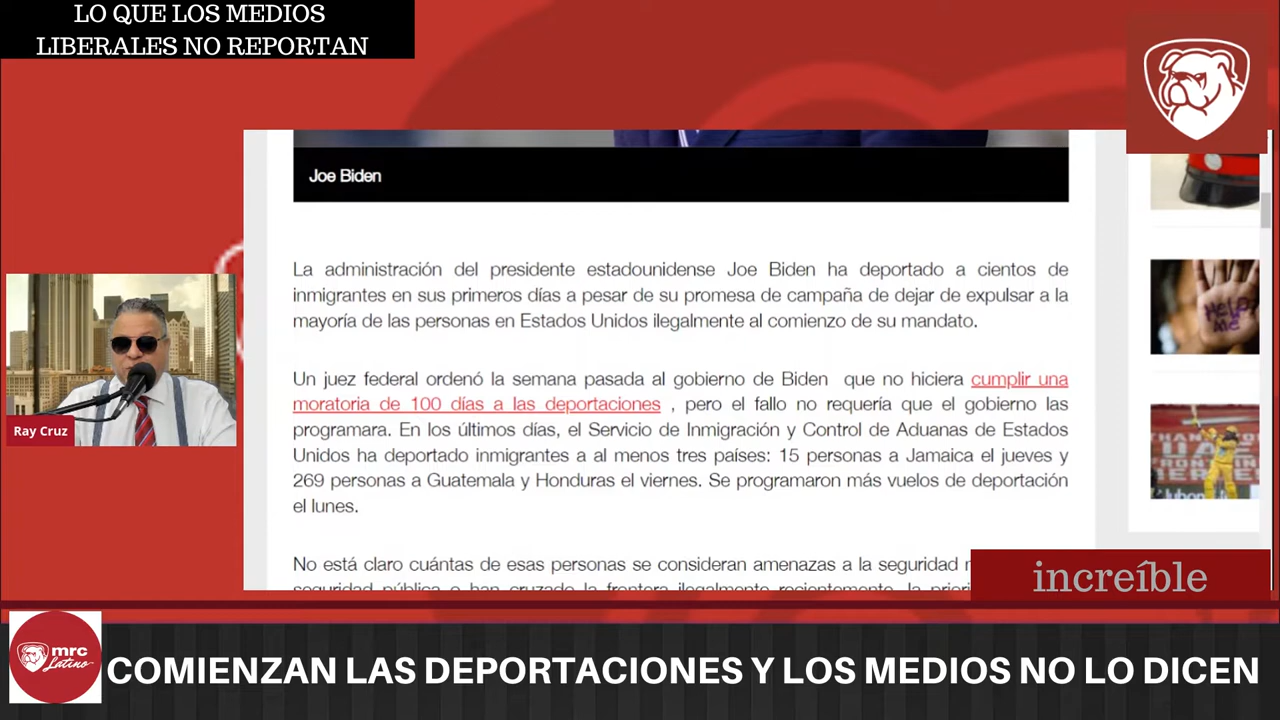 LO QUE LOS MEDIOS
LIBERALES NO REPORTAN
Joe Biden
La administración del presidente estadounidense Joe Biden ha deportado a cientos de
inmigrantes en sus primeros días a pesar de su promesa de campaña de dejar de expulsar a la
mayoría de las personas en Estados Unidos ilegalmente al comienzo de su mandato.
Un juez federal ordenó la semana pasada al gobierno de Biden que no hiciera cumplir una
moratoria de 100 días a las deportaciones , pero el fallo no requería que el gobierno las
programara. En los últimos días, el Servicio de Inmigración y Control de Aduanas de Estados
Unidos ha deportado inmigrantes a al menos tres países: 15 personas a Jamaica el jueves y
269 personas a Guatemala y Honduras el viernes. Se programaron más vuelos de deportación
el lunes.
No está claro cuántas de esas personas se consideran amenazas a la seguridad
seguridad pública o han cruzado la frontera ilegalmente recientemente, la
HeLp Me
Ray Cruz
increíble
mrc
Latino
COMIENZAN LAS DEPORTACIONES Y LOS MEDIOS NO LO DICEN